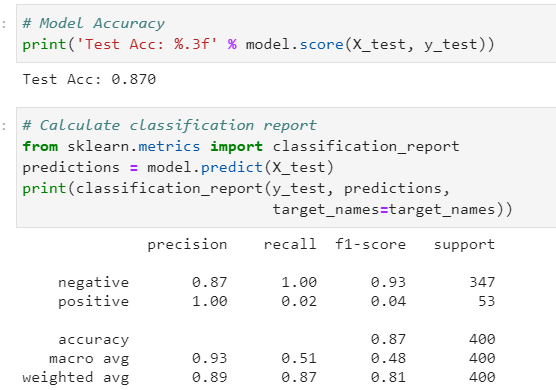 # Model Accuracy
print('Test Acc: %.3f' % model.score(X_test, y_test))
Test Acc: 0.870
# Calculate classification report
from sklearn.metrics import classification_report
predictions = model.predict(X_test)
print(classification_report(y_test, predictions,
target_names=target_names))
precision recall f1-score support
negative 0.87 1.00 0.93 347
positive 1.00 0.02 0.04 53
accuracy 0.87 400
macro avg 0.93 0.51 0.48 400
weighted avg 0.89 0.87 0.81 400